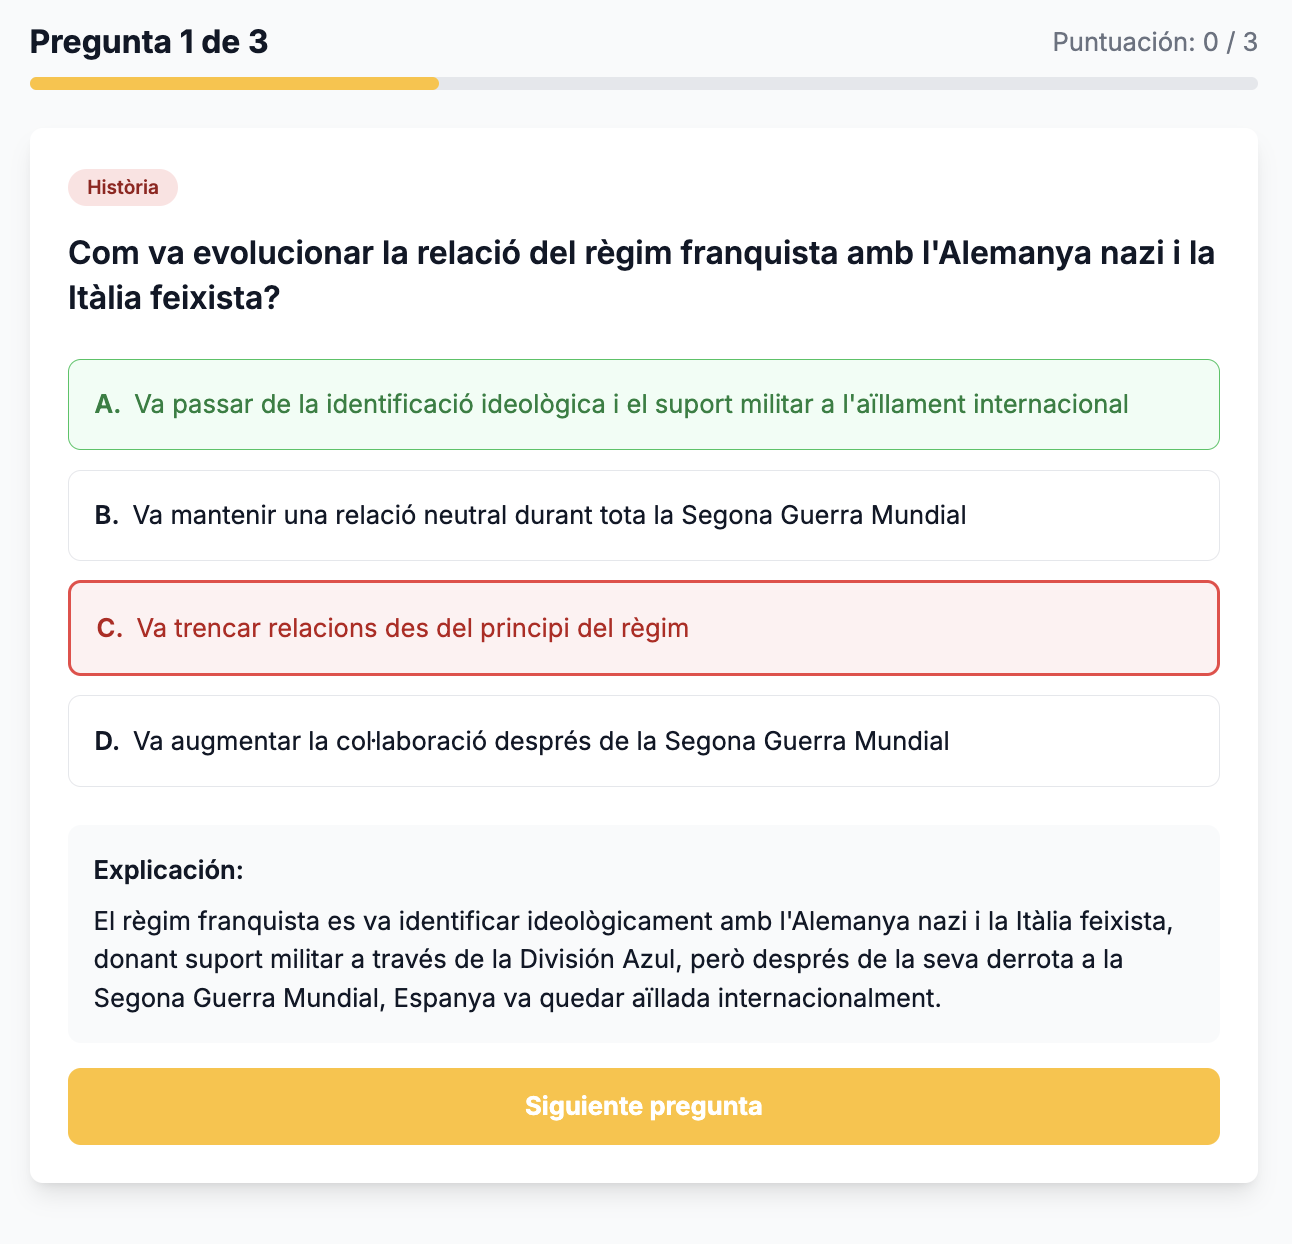 Pregunta 1 de 3
Puntuación: 0 / 3
Història
Com va evolucionar la relació del règim franquista amb l'Alemanya nazi i la
Itàlia feixista?
A. Va passar de la identificació ideològica i el suport militar a l'aïllament internacional
B. Va mantenir una relació neutral durant tota la Segona Guerra Mundial
C. Va trencar relacions des del principi del règim
D. Va augmentar la col·laboració després de la Segona Guerra Mundial
Explicación:
El règim franquista es va identificar ideològicament amb l'Alemanya nazi i la Itàlia feixista,
donant suport militar a través de la División Azul, però després de la seva derrota a la
Segona Guerra Mundial, Espanya va quedar aïllada internacionalment.
Siguiente pregunta